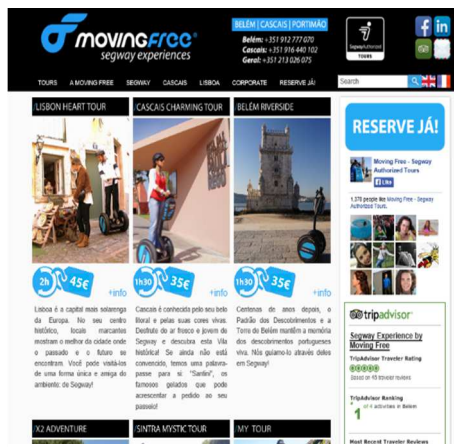 MOVINGFREE®
segway experiences
BELÉM | CASCAIS | PORTIMÃO
Belém: +351 912 777 070
Cascais: +351 916 440 102
Geral: +351 213 026 075
SegwayAuthorized
TOURS
TOURS A MOVING FREE SEGWAY CASCAIS LISBOA CORPORATE RESERVE JÁ! Search
/LISBON HEART TOUR
2h 45€
+info
Lisboa é a capital mais solarenga
da Europa. No seu centro
histórico, locais marcantes
mostram o melhor da cidade onde
o passado e o futuro se
encontram. Você pode visitá-los
de uma forma única e amiga do
ambiente: de Segway!
/CASCAIS CHARMING TOUR
1h30 35€
+info
Cascais é conhecida pelo seu belo
litoral e pelas suas cores vivas.
Desfrute do ar fresco e jovem de
Segway e descubra esta Vila
histórica! Se ainda não está
convencido, temos uma palavra-
passe para si: "Santini", os
famosos gelados que pode
acrescentar a pedido ao seu
passeio!
/BELÉM RIVERSIDE
1h30 35€
+info
Centenas de anos depois, o
Padrão dos Descobrimentos e a
Torre de Belém mantêm a memória
dos descobrimentos portugueses
viva. Nós guiamo-lo através deles
em Segway!
/X2 ADVENTURE
/SINTRA MYSTIC TOUR
/MY TOUR
RESERVE JÁ!
Moving Free - Segway
Authorized Tours
Like
1,378 people like Moving Free - Segway
Authorized Tours.
tripadvisor
Segway Experience by
Moving Free
TripAdvisor Traveler Rating
Based on 45 traveler reviews
TripAdvisor Ranking
#1 of 4 activities in Belem
Most Recent Traveler Reviews